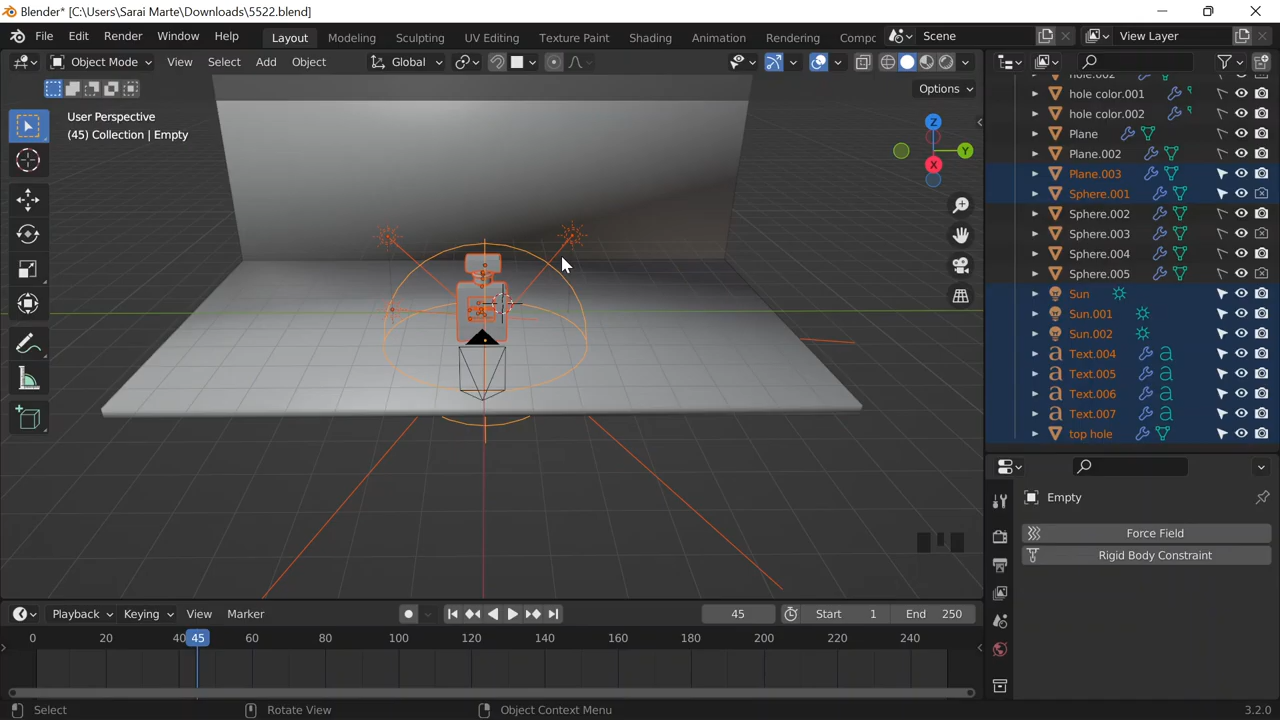 Blender* [C:\Users\Sarai Marte\Downloads\5522.blend]
File Edit Render Window Help Layout Modeling Sculpting UV Editing Texture Paint Shading Animation Rendering Compc Scene View Layer
Object Mode View Select Add Object Global
Options
User Perspective
(45) Collection | Empty
Z
Y
X
hole.002
hole color.001
hole color.002
Plane
Plane.002
Plane.003
Sphere.001
Sphere.002
Sphere.003
Sphere.004
Sphere.005
Sun
Sun.001
Sun.002
Text.004
Text.005
Text.006
Text.007
top hole
Empty
Force Field
Rigid Body Constraint
Playback Keying View Marker 45 Start 1 End 250
0 20 40 45 60 80 100 120 140 160 180 200 220 240
Select Rotate View Object Context Menu 3.2.0